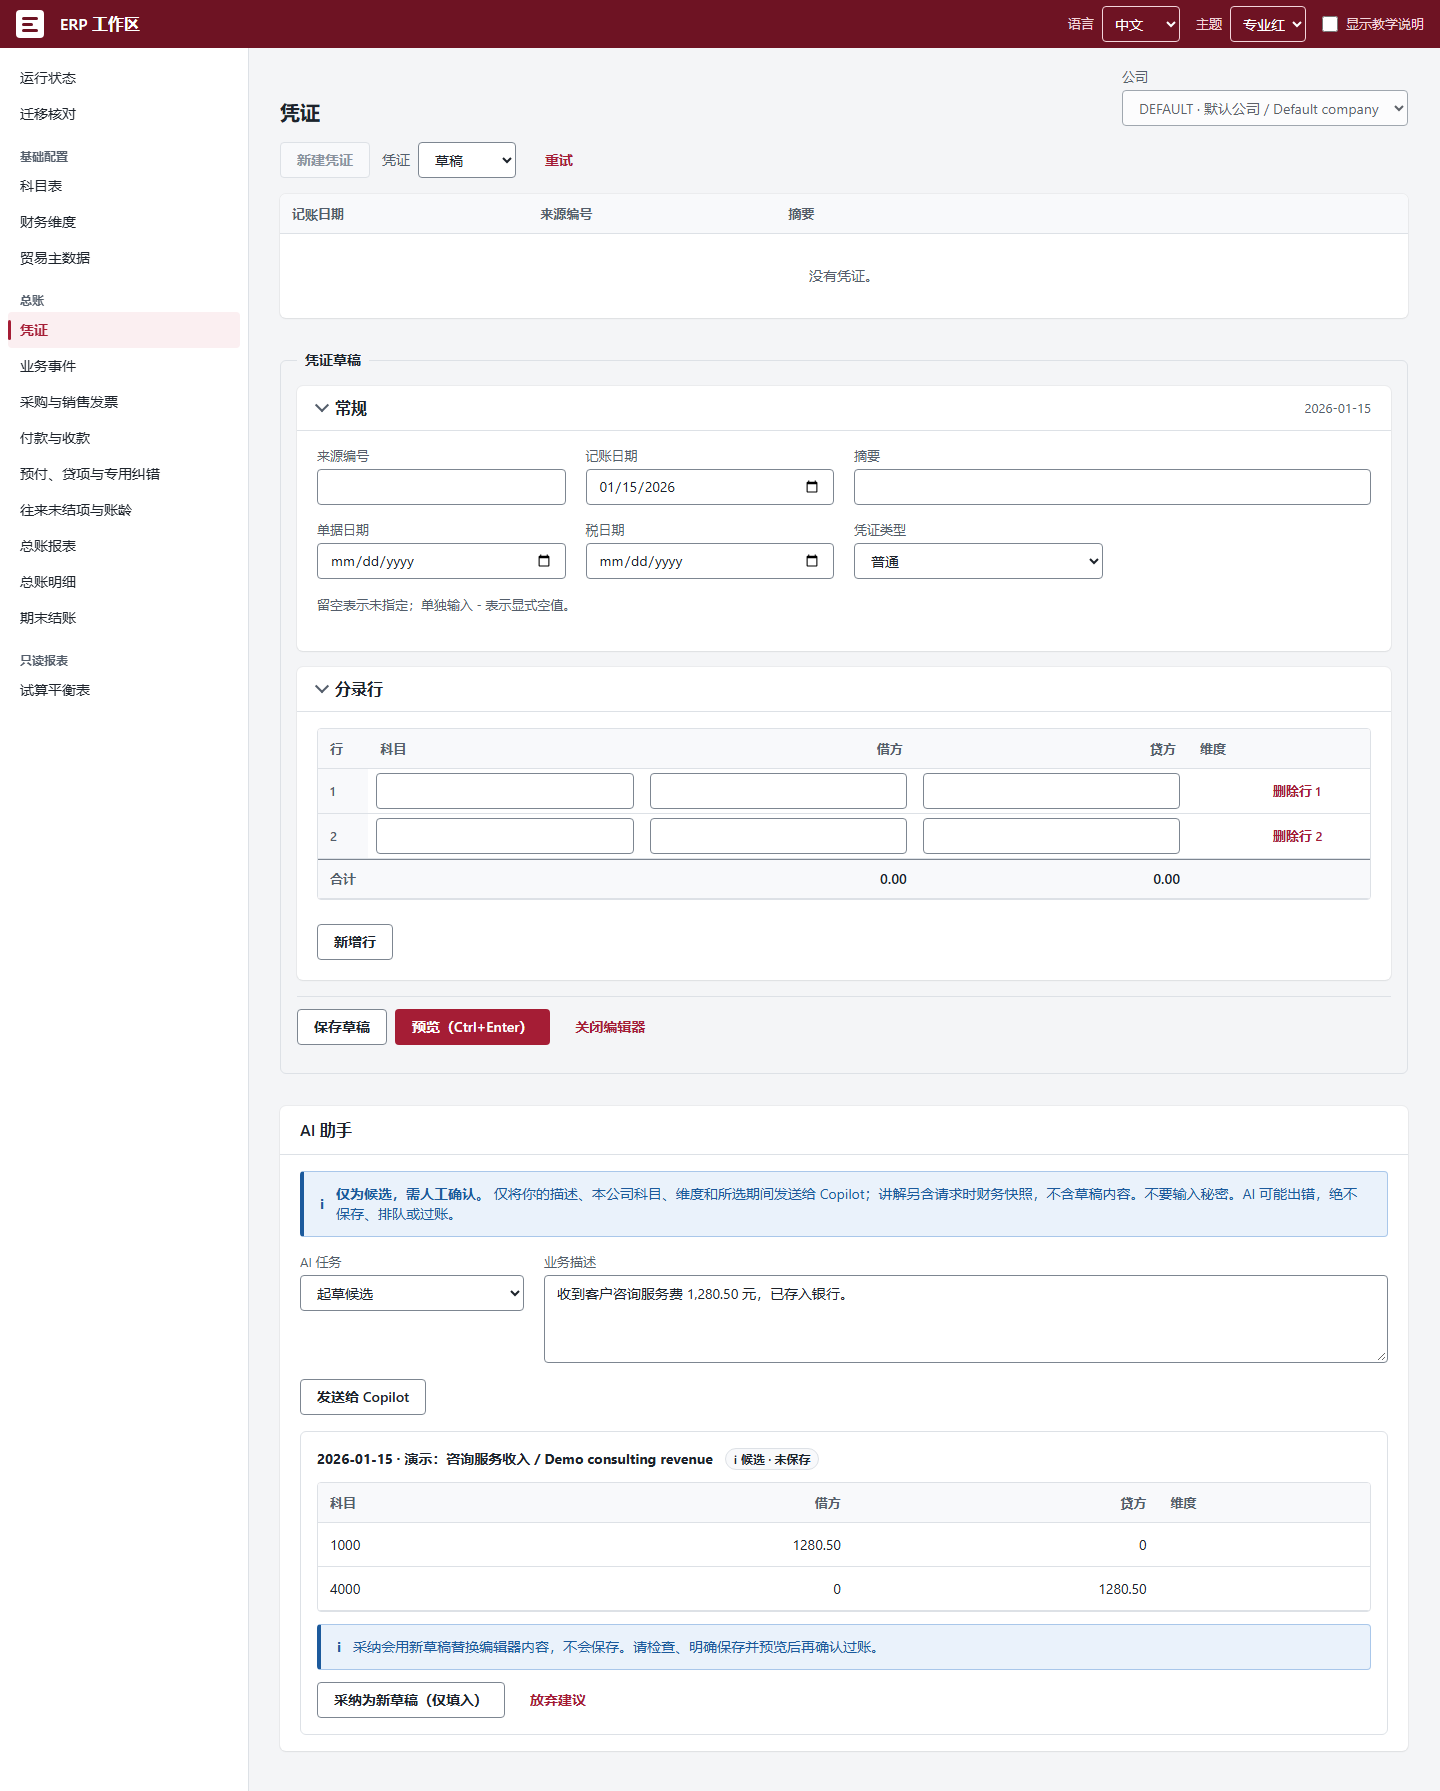 ERP 工作区
语言 中文 主题 专业红 显示教学说明
运行状态
迁移核对
基础配置
科目表
财务维度
贸易主数据
总账
凭证
业务事件
采购与销售发票
付款与收款
预付、贷项与专用纠错
往来未结项与账龄
总账报表
总账明细
期末结账
只读报表
试算平衡表
公司
凭证
DEFAULT · 默认公司 / Default company
新建凭证 凭证 草稿 重试
记账日期 来源编号 摘要
没有凭证。
凭证草稿
常规 2026-01-15
来源编号 记账日期 摘要
01/15/2026
单据日期 税日期 凭证类型
mm/dd/yyyy mm/dd/yyyy 普通
留空表示未指定；单独输入 - 表示显式空值。
分录行
行 科目 借方 贷方 维度
1 删除行 1
2 删除行 2
合计 0.00 0.00
新增行
保存草稿 预览（Ctrl+Enter） 关闭编辑器
AI 助手
i 仅为候选，需人工确认。 仅将你的描述、本公司科目、维度和所选期间发送给 Copilot；讲解另含请求时财务快照，不含草稿内容。不要输入秘密。AI 可能出错，绝不
保存、排队或过账。
AI 任务 业务描述
起草候选 收到客户咨询服务费 1,280.50 元，已存入银行。
发送给 Copilot
2026-01-15 · 演示：咨询服务收入 / Demo consulting revenue i 候选 · 未保存
科目 借方 贷方 维度
1000 1280.50 0
4000 0 1280.50
i 采纳会用新草稿替换编辑器内容，不会保存。请检查、明确保存并预览后再确认过账。
采纳为新草稿（仅填入） 放弃建议